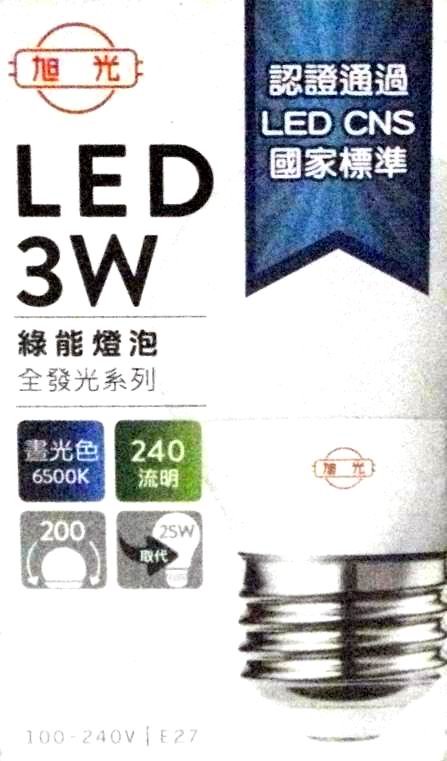 旭光
認證通過
LED CNS
國家標準
LED
3W
綠能燈泡
全發光系列
晝光色
6500K
240
流明
200
25W
取代
旭光
100-240V | E27